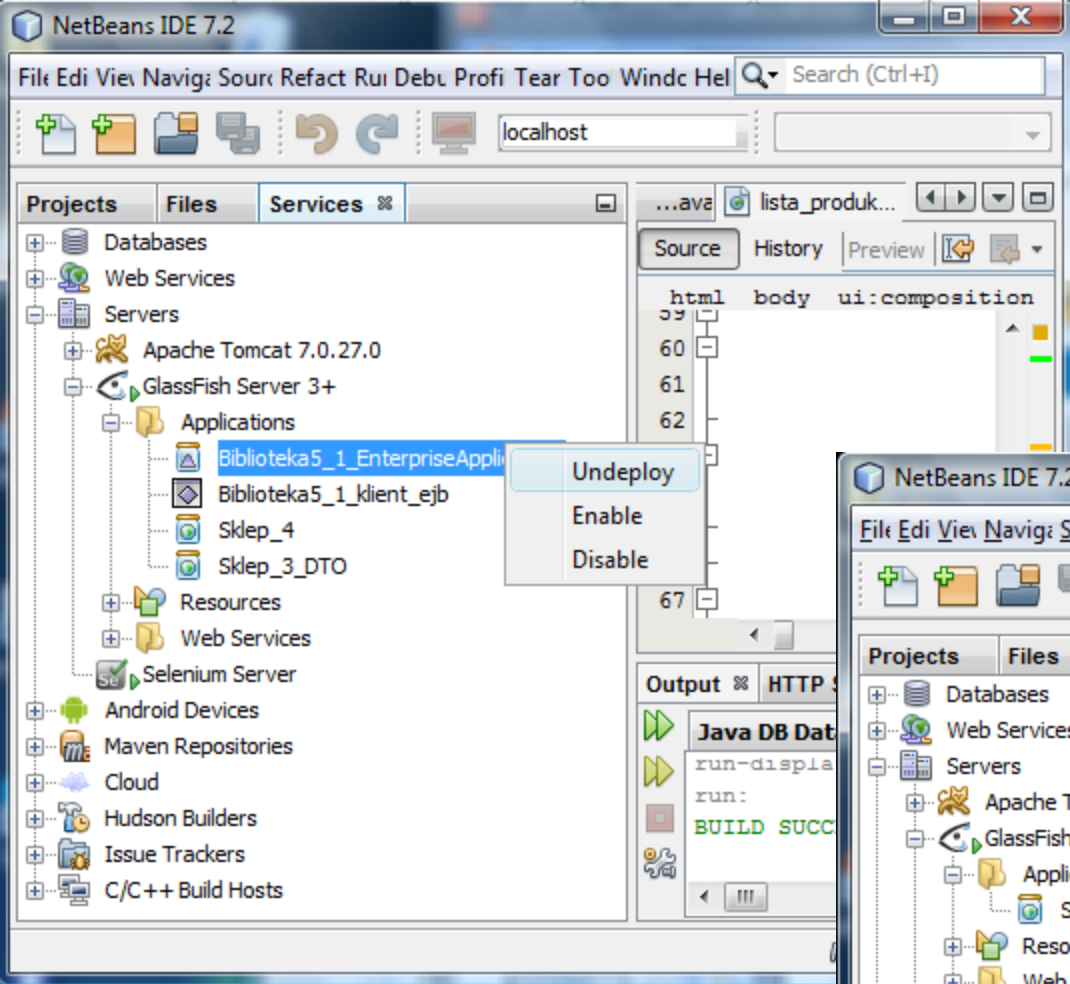 NetBeans IDE 7.2
File Edi Viev Naviga Sourc Refact Rui Debu Profi Tear Too Windc Hel Search (Ctrl+I)
localhost
Projects Files Services
Databases
Web Services
Servers
Apache Tomcat 7.0.27.0
GlassFish Server 3+
Applications
Biblioteka5_1_EnterpriseAppli
Biblioteka5_1_klient_ejb
Sklep_4
Sklep_3_DTO
Resources
Web Services
Selenium Server
Android Devices
Maven Repositories
Cloud
Hudson Builders
Issue Trackers
C/C++ Build Hosts
Undeploy
Enable
Disable
...ava lista_produk...
Source History Preview
html body ui:composition
59
60
61
62
67
Output HTTP S
Java DB Dat
run-displa
run:
BUILD SUCC
NetBeans IDE 7.2
File Edi Viev Naviga S
Projects Files
Databases
Web Services
Servers
Apache T
GlassFish
Appli
S
Reso
Web